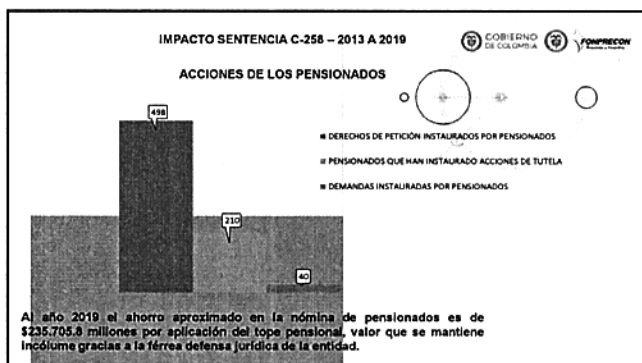 IMPACTO SENTENCIA C-258 – 2013 A 2019
GOBIERNO
DE COLOMBIA
FONPRECON
ACCIONES DE LOS PENSIONADOS
498
DERECHOS DE PETICIÓN INSTAURADOS POR PENSIONADOS
PENSIONADOS QUE HAN INSTAURADO ACCIONES DE TUTELA
DEMANDAS INSTAURADAS POR PENSIONADOS
210
40
Al año 2019 el ahorro aproximado en la nómina de pensionados es de
$235.705.8 millones por aplicación del tope pensional, valor que se mantiene
incólume gracias a la férrea defensa jurídica de la entidad.